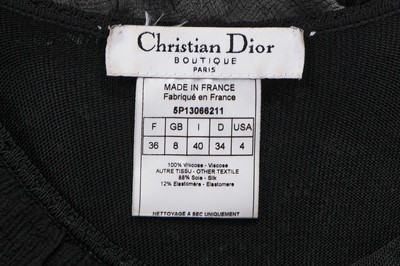 Christian Dior
BOUTIQUE
PARIS
MADE IN FRANCE
Fabriqué en France
5P13066211
F GB I D USA
36 8 40 34 4
100% Viscose - Viscose
AUTRE TISSU - OTHER TEXTILE
88% Soie - Silk
12% Elastomère - Elastomere
NETTOYAGE A SEC UNIQUEMENT